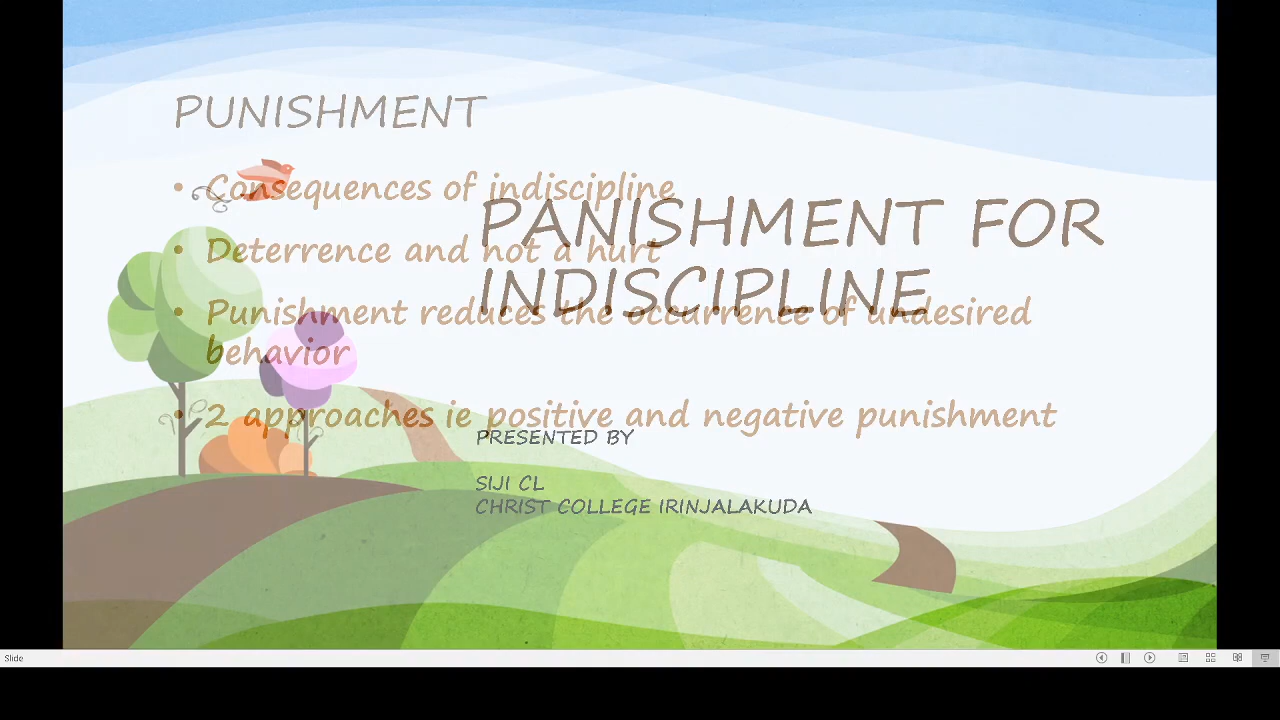 PUNISHMENT
• Consequences of indiscipline
• Deterrence and not a hurt
• Punishment reduces the occurrence of undesired
behavior
• 2 approaches ie positive and negative punishment
PANISHMENT FOR
INDISCIPLINE
PRESENTED BY
SIJI CL
CHRIST COLLEGE IRINJALAKUDA
Slide